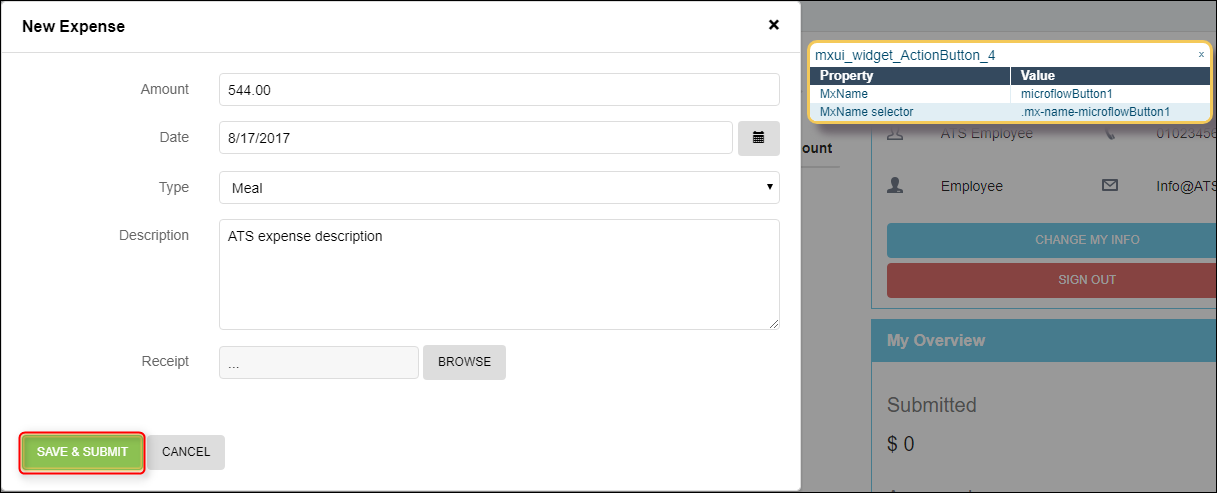 New Expense ×
Amount 544.00
Date 8/17/2017
Type Meal
Description ATS expense description
Receipt ... BROWSE
SAVE & SUBMIT CANCEL
mxui_widget_ActionButton_4 ×
Property Value
MxName microflowButton1
MxName selector .mx-name-microflowButton1
ATS Employee 01023456
ount
Employee Info@ATS
CHANGE MY INFO
SIGN OUT
My Overview
Submitted
$ 0